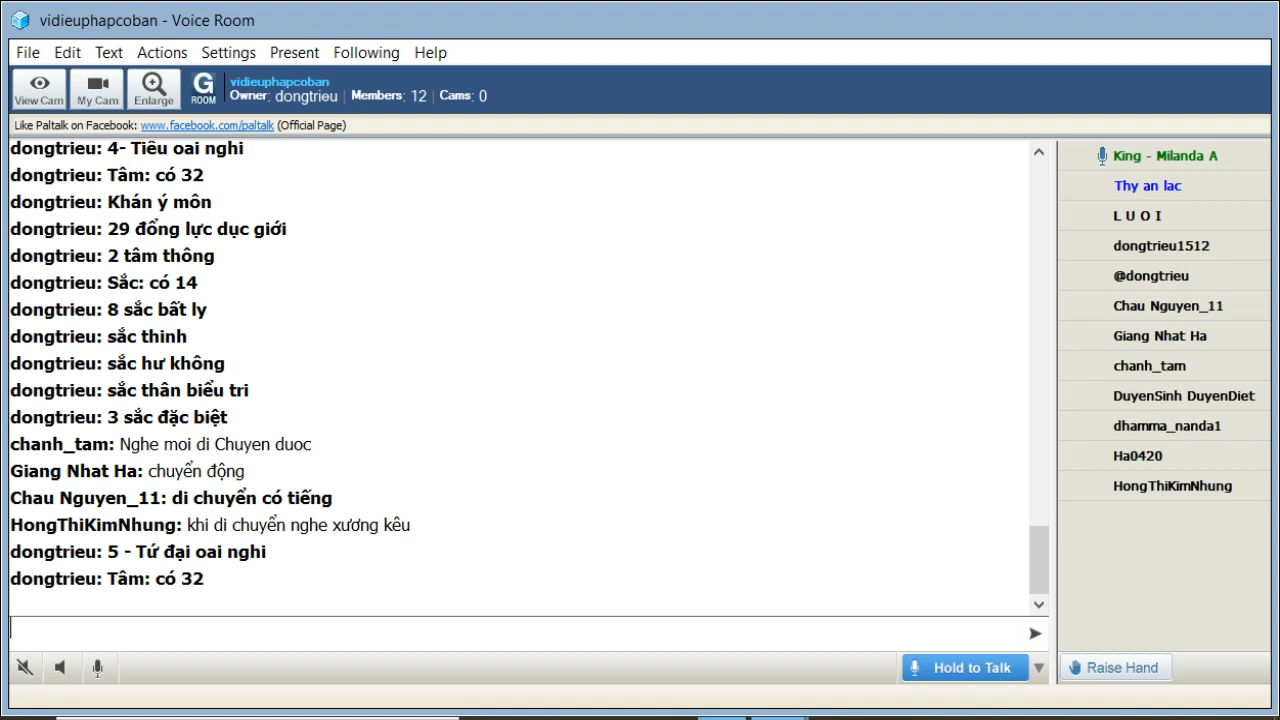 vidieuphapcoban - Voice Room
File Edit Text Actions Settings Present Following Help
View Cam
My Cam
Enlarge
G ROOM
vidieuphapcoban
Owner: dongtrieu | Members: 12 | Cams: 0
Like Paltalk on Facebook: www.facebook.com/paltalk (Official Page)
dongtrieu: 4- Tiêu oai nghi
dongtrieu: Tâm: có 32
dongtrieu: Khán ý môn
dongtrieu: 29 đổng lực dục giới
dongtrieu: 2 tâm thông
dongtrieu: Sắc: có 14
dongtrieu: 8 sắc bất ly
dongtrieu: sắc thinh
dongtrieu: sắc hư không
dongtrieu: sắc thân biểu tri
dongtrieu: 3 sắc đặc biệt
chanh_tam: Nghe moi di Chuyen duoc
Giang Nhat Ha: chuyển động
Chau Nguyen_11: di chuyển có tiếng
HongThiKimNhung: khi di chuyển nghe xương kêu
dongtrieu: 5 - Tứ đại oai nghi
dongtrieu: Tâm: có 32
King - Milanda A
Thy an lac
L U O I
dongtrieu1512
@dongtrieu
Chau Nguyen_11
Giang Nhat Ha
chanh_tam
DuyenSinh DuyenDiet
dhamma_nanda1
Ha0420
HongThiKimNhung
Hold to Talk
Raise Hand